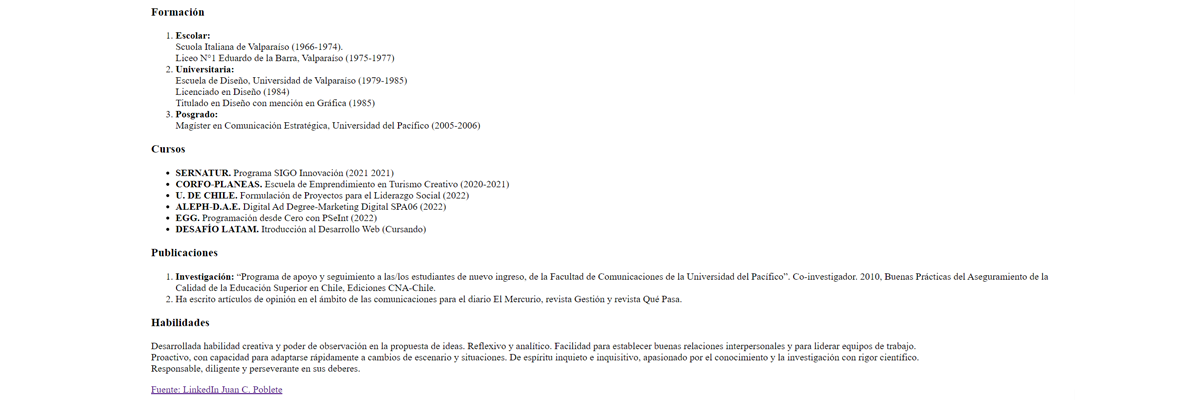 Formación
1. Escolar:
Scuola Italiana de Valparaíso (1966-1974).
Liceo N°1 Eduardo de la Barra, Valparaíso (1975-1977)
2. Universitaria:
Escuela de Diseño, Universidad de Valparaíso (1979-1985)
Licenciado en Diseño (1984)
Titulado en Diseño con mención en Gráfica (1985)
3. Posgrado:
Magíster en Comunicación Estratégica, Universidad del Pacífico (2005-2006)
Cursos
• SERNATUR. Programa SIGO Innovación (2021 2021)
• CORFO-PLANEAS. Escuela de Emprendimiento en Turismo Creativo (2020-2021)
• U. DE CHILE. Formulación de Proyectos para el Liderazgo Social (2022)
• ALEPH-D.A.E. Digital Ad Degree-Marketing Digital SPA06 (2022)
• EGG. Programación desde Cero con PSeInt (2022)
• DESAFÍO LATAM. Itroducción al Desarrollo Web (Cursando)
Publicaciones
1. Investigación: “Programa de apoyo y seguimiento a las/los estudiantes de nuevo ingreso, de la Facultad de Comunicaciones de la Universidad del Pacífico”. Co-investigador. 2010, Buenas Prácticas del Aseguramiento de la
Calidad de la Educación Superior en Chile, Ediciones CNA-Chile.
2. Ha escrito artículos de opinión en el ámbito de las comunicaciones para el diario El Mercurio, revista Gestión y revista Qué Pasa.
Habilidades
Desarrollada habilidad creativa y poder de observación en la propuesta de ideas. Reflexivo y analítico. Facilidad para establecer buenas relaciones interpersonales y para liderar equipos de trabajo.
Proactivo, con capacidad para adaptarse rápidamente a cambios de escenario y situaciones. De espíritu inquieto e inquisitivo, apasionado por el conocimiento y la investigación con rigor científico.
Responsable, diligente y perseverante en sus deberes.
Fuente: LinkedIn Juan C. Poblete